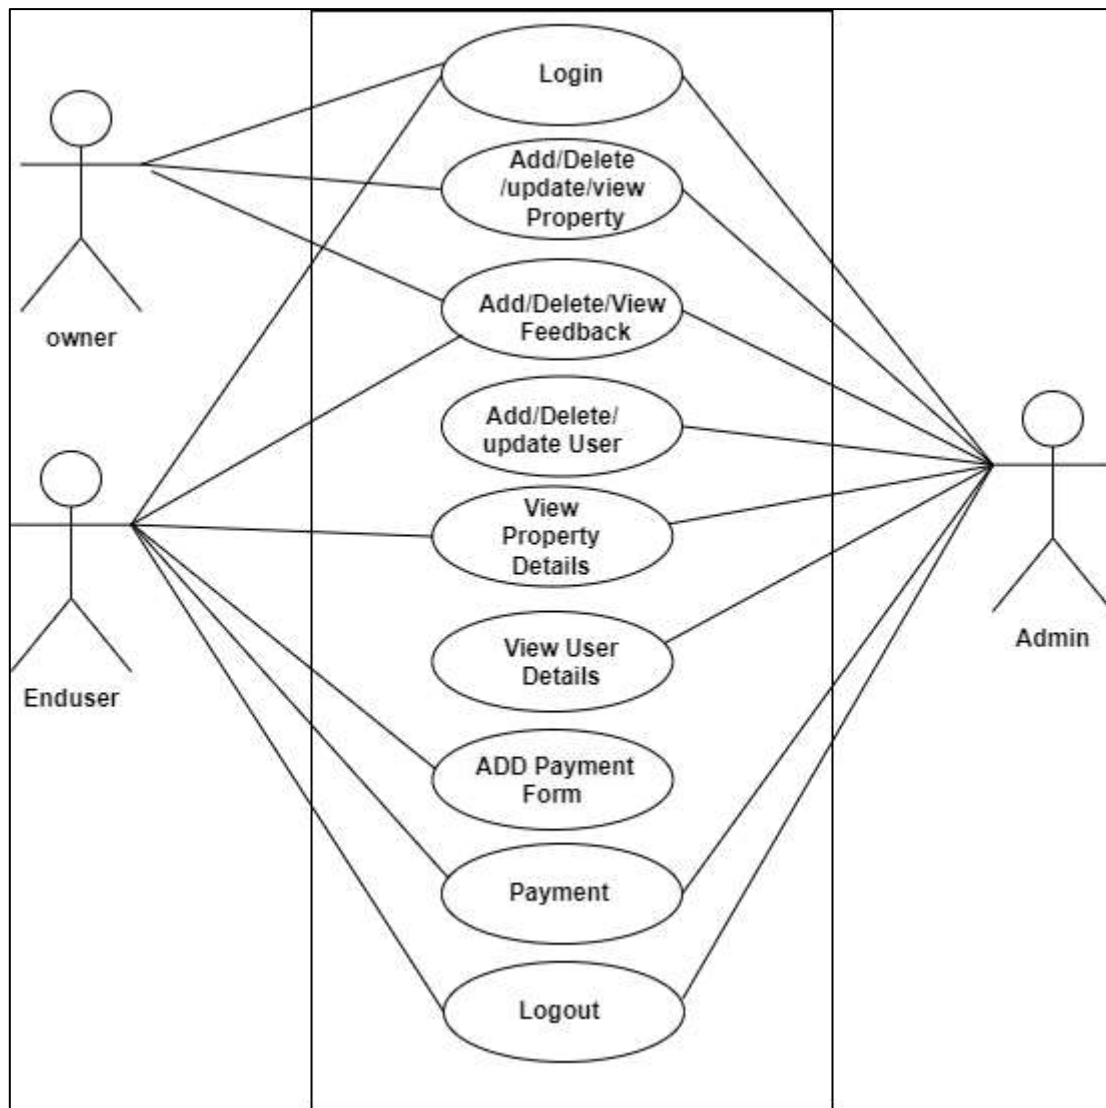 Login
Add/Delete
/update/view
Property
Add/Delete/View
Feedback
owner
Add/Delete/
update User
View
Property
Details
Admin
View User
Details
Enduser
ADD Payment
Form
Payment
Logout